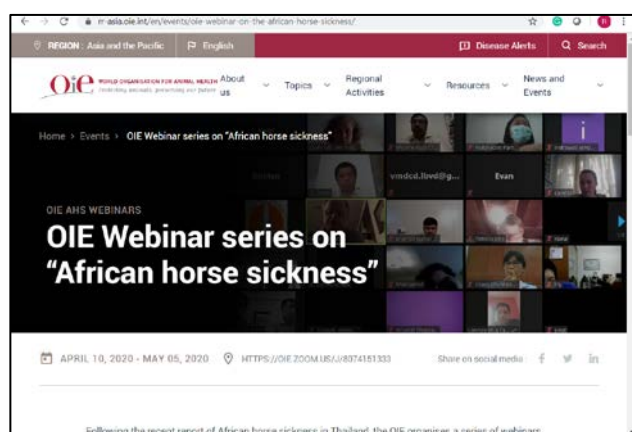 rr-asia.oie.int/en/events/oie-webinar-on-the-african-horse-sickness/
REGION : Asia and the Pacific English Disease Alerts Search
OiE WORLD ORGANISATION FOR ANIMAL HEALTH
Protecting animals, preserving our future
About us Topics Regional Activities Resources News and Events
Home > Events > OIE Webinar series on "African horse sickness"
i
vmdcd.lbvd@g... Evan
OIE AHS WEBINARS
OIE Webinar series on
"African horse sickness"
APRIL 10, 2020 - MAY 05, 2020 HTTPS://OIE.ZOOM.US/J/8074151333 Share on social media f in
Following the recent report of African horse sickness in Thailand, the OIE organises a series of webinars